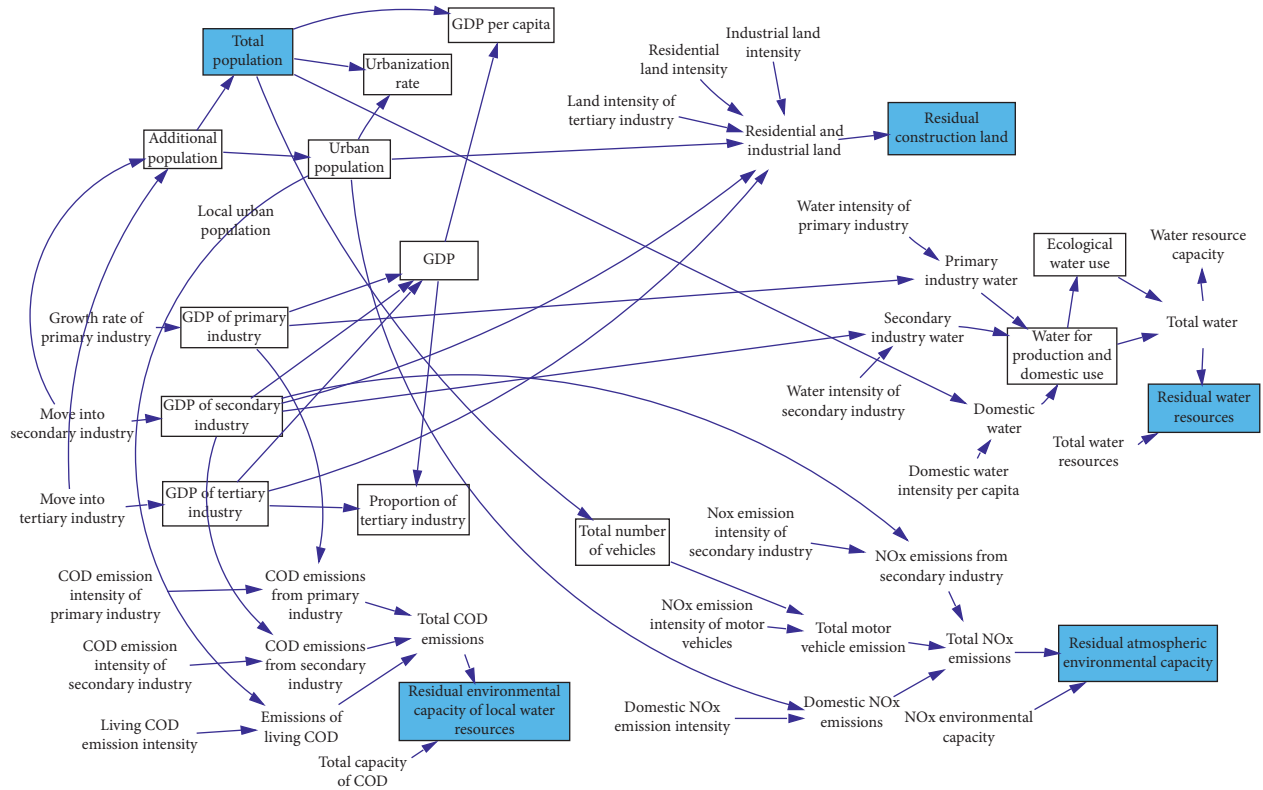 Total
population
GDP per capita
Urbanization
rate
Additional
population
Urban
population
Local urban
population
GDP
Growth rate of
primary industry
GDP of primary
industry
Move into
secondary industry
GDP of secondary
industry
Move into
tertiary industry
GDP of tertiary
industry
Proportion of
tertiary industry
COD emission
intensity of
primary industry
COD emissions
from primary
industry
COD emission
intensity of
secondary industry
COD emissions
from secondary
industry
Total COD
emissions
Living COD
emission intensity
Emissions of
living COD
Residual environmental
capacity of local water
resources
Total capacity
of COD
Industrial land
intensity
Residential
land intensity
Land intensity of
tertiary industry
Residential and
industrial land
Residual
construction land
Water intensity of
primary industry
Primary
industry water
Ecological
water use
Water resource
capacity
Secondary
industry water
Water for
production and
domestic use
Total water
Water intensity of
secondary industry
Domestic
water
Residual water
resources
Total water
resources
Domestic water
intensity per capita
Total number
of vehicles
Nox emission
intensity of
secondary industry
NOx emissions from
secondary industry
NOx emission
intensity of motor
vehicles
Total motor
vehicle emission
Total NOx
emissions
Residual atmospheric
environmental capacity
Domestic NOx
emission intensity
Domestic NOx
emissions
NOx environmental
capacity